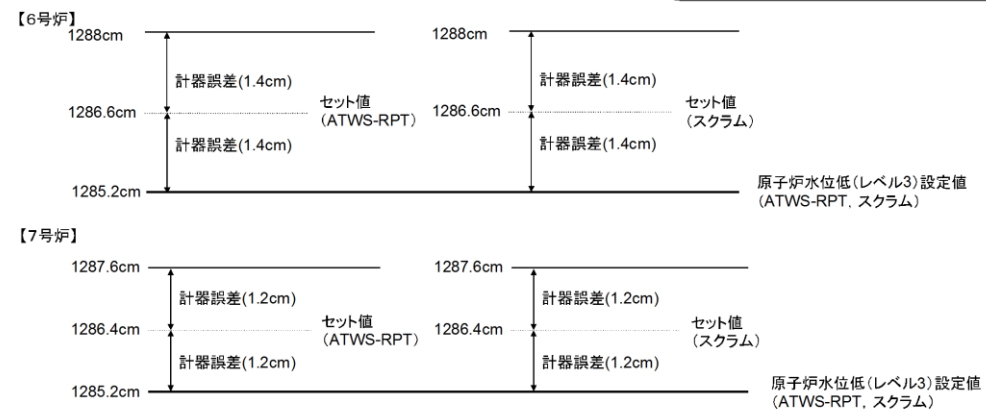 【6号炉】
1288cm
1288cm
計器誤差(1.4cm)
計器誤差(1.4cm)
1286.6cm
セット値
(ATWS-RPT)
1286.6cm
セット値
(スクラム)
計器誤差(1.4cm)
計器誤差(1.4cm)
1285.2cm
原子炉水位低(レベル3)設定値
(ATWS-RPT, スクラム)
【7号炉】
1287.6cm
1287.6cm
計器誤差(1.2cm)
計器誤差(1.2cm)
1286.4cm
セット値
(ATWS-RPT)
1286.4cm
セット値
(スクラム)
計器誤差(1.2cm)
計器誤差(1.2cm)
1285.2cm
原子炉水位低(レベル3)設定値
(ATWS-RPT, スクラム)